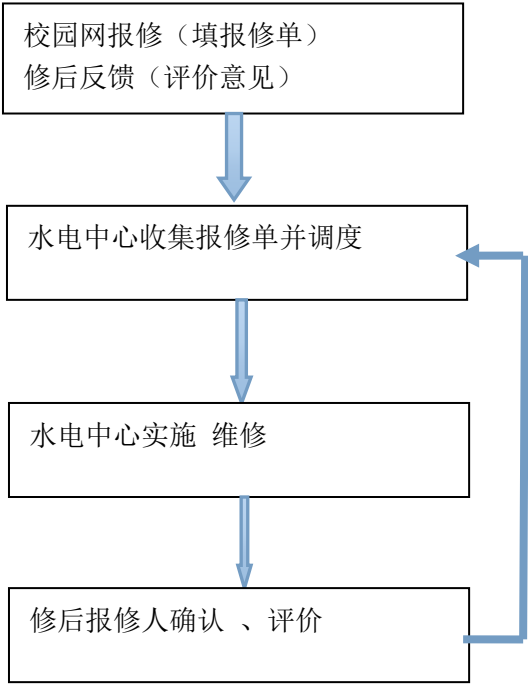 校园网报修（填报修单）
修后反馈（评价意见）
水电中心收集报修单并调度
水电中心实施 维修
修后报修人确认 、评价